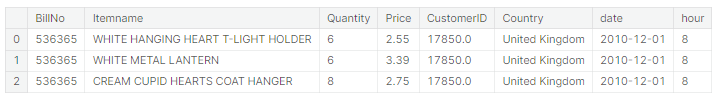 BillNo Itemname Quantity Price CustomerID Country date hour
0 536365 WHITE HANGING HEART T-LIGHT HOLDER 6 2.55 17850.0 United Kingdom 2010-12-01 8
1 536365 WHITE METAL LANTERN 6 3.39 17850.0 United Kingdom 2010-12-01 8
2 536365 CREAM CUPID HEARTS COAT HANGER 8 2.75 17850.0 United Kingdom 2010-12-01 8